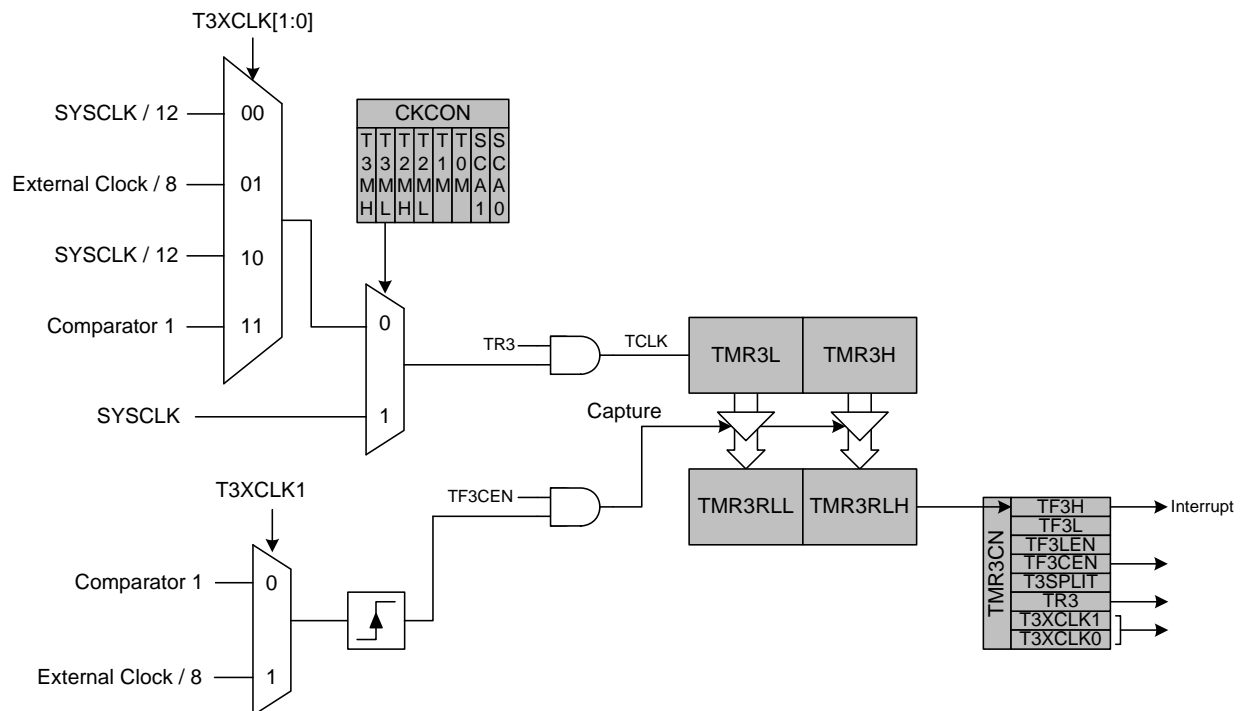 T3XCLK[1:0]
SYSCLK / 12
00
External Clock / 8
01
SYSCLK / 12
10
Comparator 1
11
CKCON
T3MH
T3ML
T2MH
T2ML
T1M
T0M
SCA1
SCA0
0
1
SYSCLK
TR3
TCLK
TMR3L
TMR3H
Capture
TMR3RLL
TMR3RLH
T3XCLK1
TF3CEN
Comparator 1
0
External Clock / 8
1
TMR3CN
TF3H
TF3L
TF3LEN
TF3CEN
T3SPLIT
TR3
T3XCLK1
T3XCLK0
Interrupt